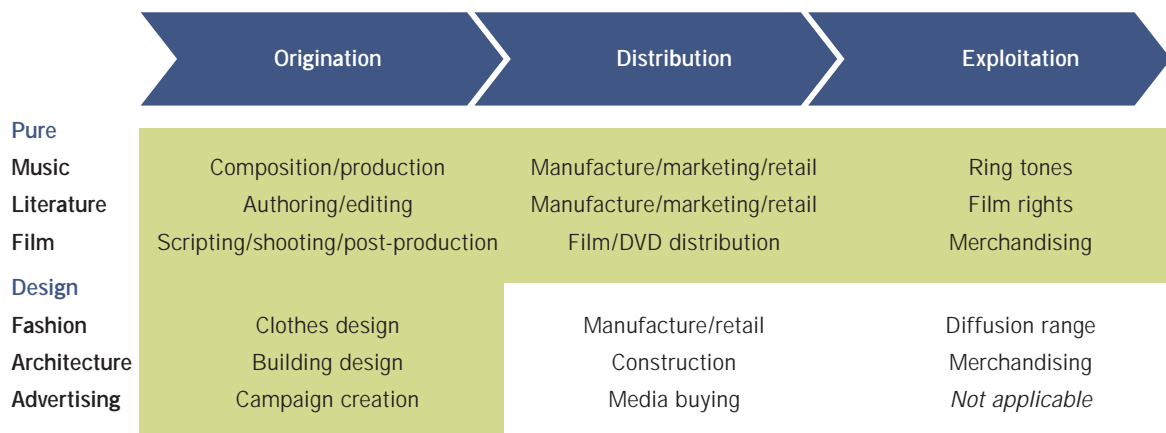 Origination Distribution Exploitation
Pure
Music Composition/production Manufacture/marketing/retail Ring tones
Literature Authoring/editing Manufacture/marketing/retail Film rights
Film Scripting/shooting/post-production Film/DVD distribution Merchandising
Design
Fashion Clothes design Manufacture/retail Diffusion range
Architecture Building design Construction Merchandising
Advertising Campaign creation Media buying Not applicable